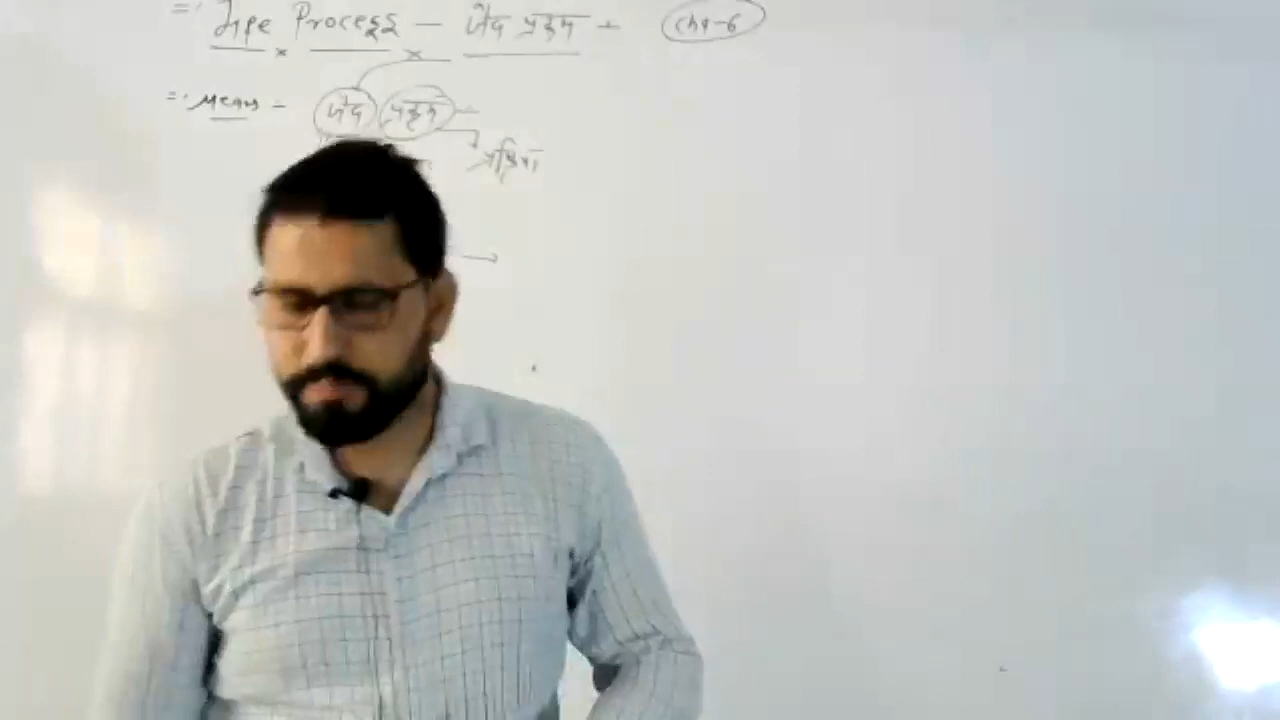 =: Life Process – जैव प्रक्रम – Ch-6
=: Mean – जैव प्रक्रम –
प्रक्रिया
→